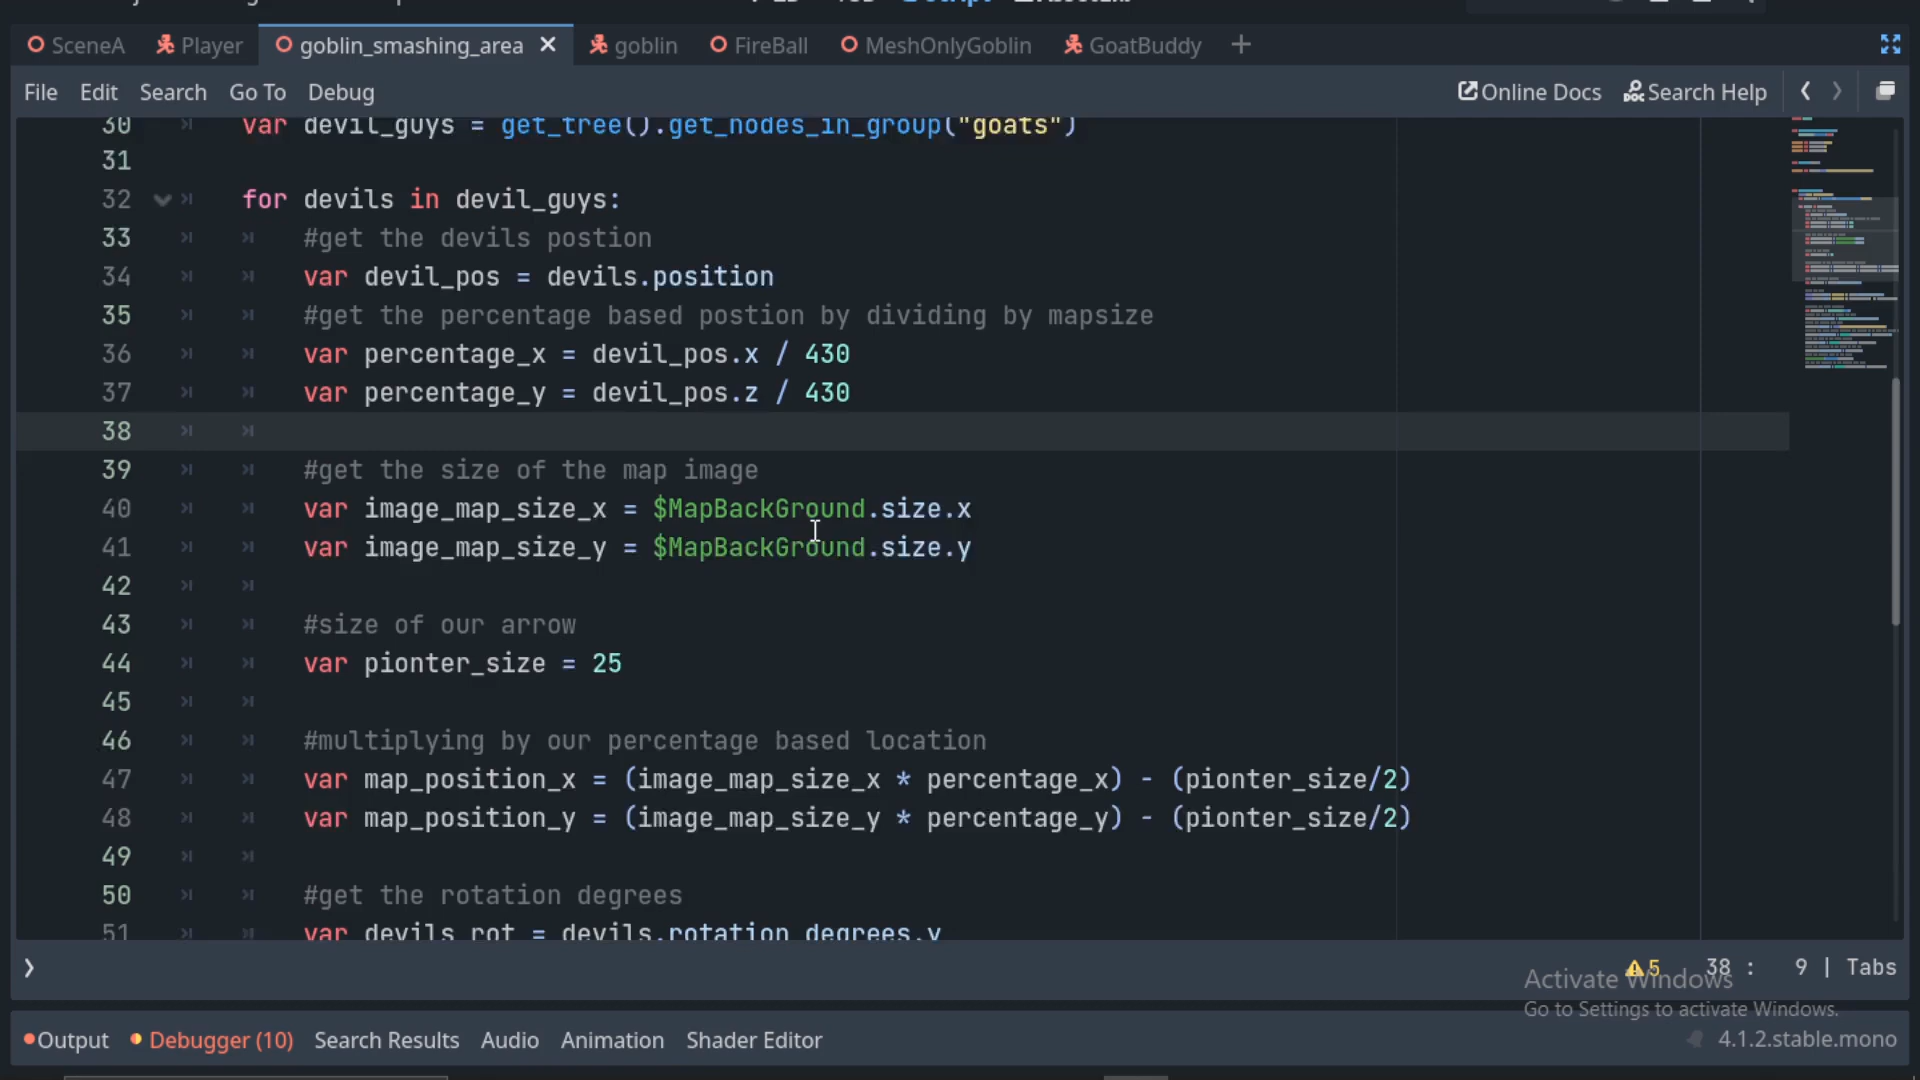 SceneA Player goblin_smashing_area goblin FireBall MeshOnlyGoblin GoatBuddy
File Edit Search Go To Debug Online Docs Search Help
30 var devil_guys = get_tree().get_nodes_in_group("goats")
31
32 for devils in devil_guys:
33 #get the devils postion
34 var devil_pos = devils.position
35 #get the percentage based postion by dividing by mapsize
36 var percentage_x = devil_pos.x / 430
37 var percentage_y = devil_pos.z / 430
38
39 #get the size of the map image
40 var image_map_size_x = $MapBackGround.size.x
41 var image_map_size_y = $MapBackGround.size.y
42
43 #size of our arrow
44 var pionter_size = 25
45
46 #multiplying by our percentage based location
47 var map_position_x = (image_map_size_x * percentage_x) - (pionter_size/2)
48 var map_position_y = (image_map_size_y * percentage_y) - (pionter_size/2)
49
50 #get the rotation degrees
51 var devils_rot = devils.rotation_degrees.y
5 38 : 9 | Tabs
Activate Windows
Go to Settings to activate Windows.
Output Debugger (10) Search Results Audio Animation Shader Editor 4.1.2.stable.mono